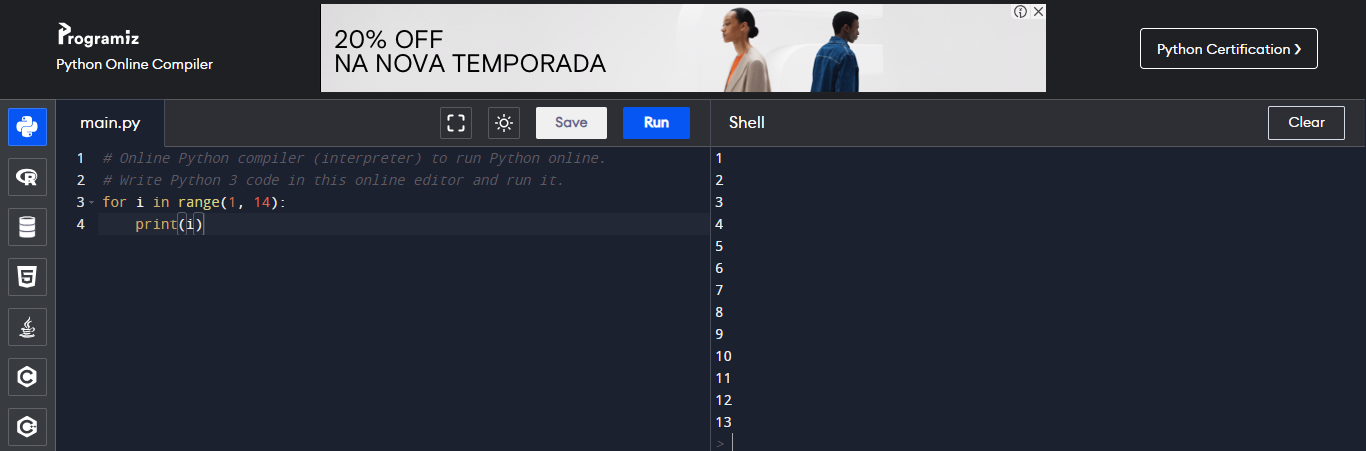 Programiz
Python Online Compiler
20% OFF
NA NOVA TEMPORADA
Python Certification
main.py
Save
Run
Shell
Clear
1 # Online Python compiler (interpreter) to run Python online.
2 # Write Python 3 code in this online editor and run it.
3 for i in range(1, 14):
4     print(i)
1
2
3
4
5
6
7
8
9
10
11
12
13
>